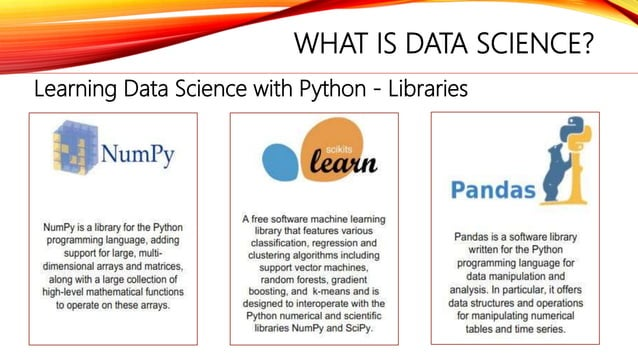 WHAT IS DATA SCIENCE?
Learning Data Science with Python - Libraries
NumPy
NumPy is a library for the Python
programming language, adding
support for large, multi-
dimensional arrays and matrices,
along with a large collection of
high-level mathematical functions
to operate on these arrays.
scikits
learn
A free software machine learning
library that features various
classification, regression and
clustering algorithms including
support vector machines,
random forests, gradient
boosting, and k-means and is
designed to interoperate with the
Python numerical and scientific
libraries NumPy and SciPy.
Pandas
Pandas is a software library
written for the Python
programming language for
data manipulation and
analysis. In particular, it offers
data structures and operations
for manipulating numerical
tables and time series.